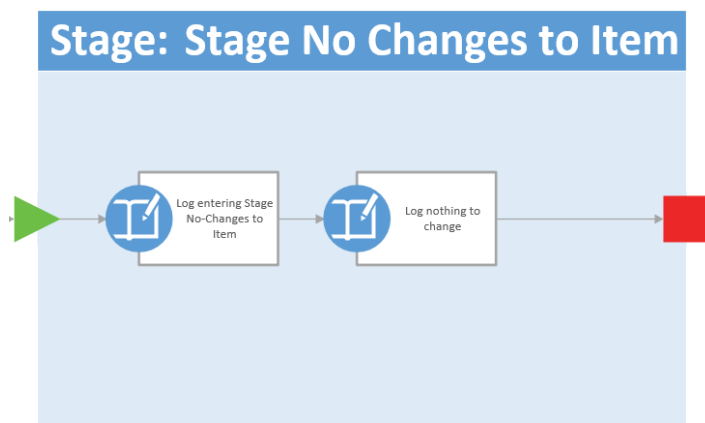 Stage: Stage No Changes to Item
Log entering Stage
No-Changes to
Item
Log nothing to
change